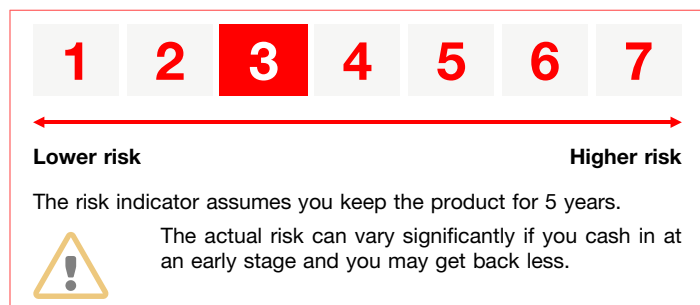 1 2 3 4 5 6 7
Lower risk Higher risk
The risk indicator assumes you keep the product for 5 years.
The actual risk can vary significantly if you cash in at
an early stage and you may get back less.